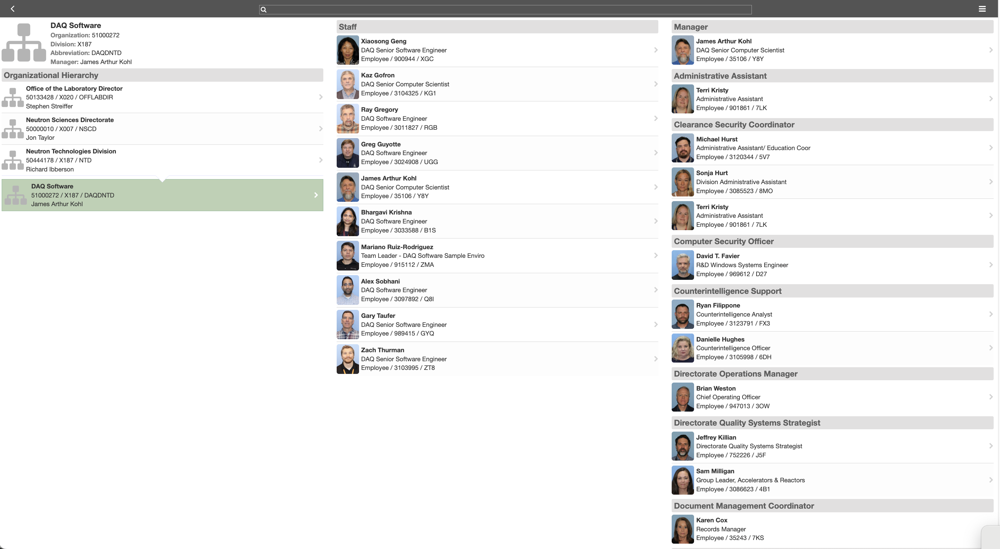 DAQ Software
Organization: 51000272
Division: X187
Abbreviation: DAQDNTD
Manager: James Arthur Kohl
Organizational Hierarchy
Office of the Laboratory Director
50133428 / X020 / OFFLABDIR
Stephen Streiffer
Neutron Sciences Directorate
50000010 / X007 / NSCD
Jon Taylor
Neutron Technologies Division
50444178 / X187 / NTD
Richard Ibberson
DAQ Software
51000272 / X187 / DAQDNTD
James Arthur Kohl
Staff
Xiaosong Geng
DAQ Senior Software Engineer
Employee / 900944 / XGC
Kaz Gofron
DAQ Senior Computer Scientist
Employee / 3104325 / KG1
Ray Gregory
DAQ Software Engineer
Employee / 3011827 / RGB
Greg Guyotte
DAQ Software Engineer
Employee / 3024908 / UGG
James Arthur Kohl
DAQ Senior Computer Scientist
Employee / 35106 / Y8Y
Bhargavi Krishna
DAQ Software Engineer
Employee / 3033588 / B1S
Mariano Ruiz-Rodriguez
Team Leader - DAQ Software Sample Enviro
Employee / 915112 / ZMA
Alex Sobhani
DAQ Software Engineer
Employee / 3097892 / Q8I
Gary Taufer
DAQ Senior Software Engineer
Employee / 989415 / GYQ
Zach Thurman
DAQ Senior Software Engineer
Employee / 3103995 / ZT8
Manager
James Arthur Kohl
DAQ Senior Computer Scientist
Employee / 35106 / Y8Y
Administrative Assistant
Terri Kristy
Administrative Assistant
Employee / 901861 / 7LK
Clearance Security Coordinator
Michael Hurst
Administrative Assistant/ Education Coor
Employee / 3120344 / 5V7
Sonja Hurt
Division Administrative Assistant
Employee / 3085523 / 8MO
Terri Kristy
Administrative Assistant
Employee / 901861 / 7LK
Computer Security Officer
David T. Favier
R&D Windows Systems Engineer
Employee / 969612 / D27
Counterintelligence Support
Ryan Filippone
Counterintelligence Analyst
Employee / 3123791 / FX3
Danielle Hughes
Counterintelligence Officer
Employee / 3105998 / 6DH
Directorate Operations Manager
Brian Weston
Chief Operating Officer
Employee / 947013 / 3OW
Directorate Quality Systems Strategist
Jeffrey Killian
Directorate Quality Systems Strategist
Employee / 752226 / J5F
Sam Milligan
Group Leader, Accelerators & Reactors
Employee / 3086623 / 4B1
Document Management Coordinator
Karen Cox
Records Manager
Employee / 35243 / 7KS